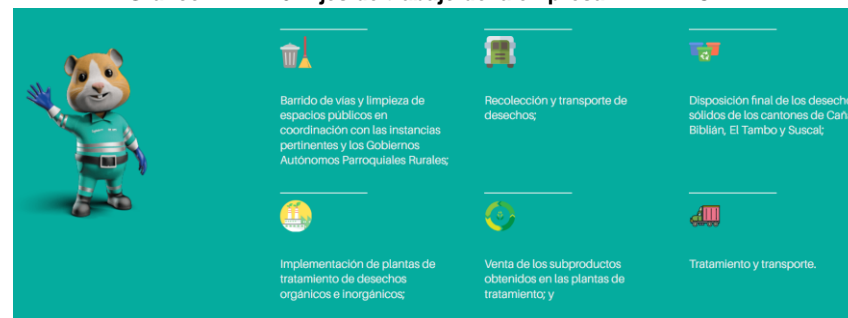 Barrido de vías y limpieza de
espacios públicos en
coordinación con las instancias
pertinentes y los Gobiernos
Autónomos Parroquiales Rurales;
Recolección y transporte de
desechos;
Disposición final de los
sólidos de los cantones de
Biblián, El Tambo y Suscal;
Implementación de plantas de
tratamiento de desechos
orgánicos e inorgánicos;
Venta de los subproductos
obtenidos en las plantas de
tratamiento; y
Tratamiento y transporte.